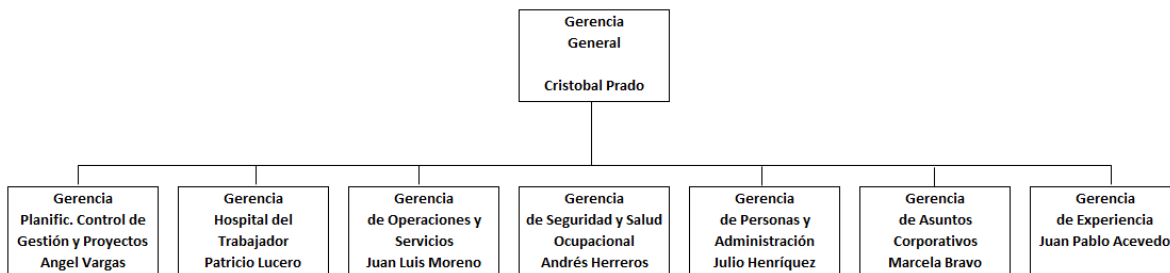 Gerencia
General
Cristobal Prado
Gerencia
Planific. Control de
Gestión y Proyectos
Angel Vargas
Gerencia
Hospital del
Trabajador
Patricio Lucero
Gerencia
de Operaciones y
Servicios
Juan Luis Moreno
Gerencia
de Seguridad y Salud
Ocupacional
Andrés Herreros
Gerencia
de Personas y
Administración
Julio Henríquez
Gerencia
de Asuntos
Corporativos
Marcela Bravo
Gerencia
de Experiencia
Juan Pablo Acevedo